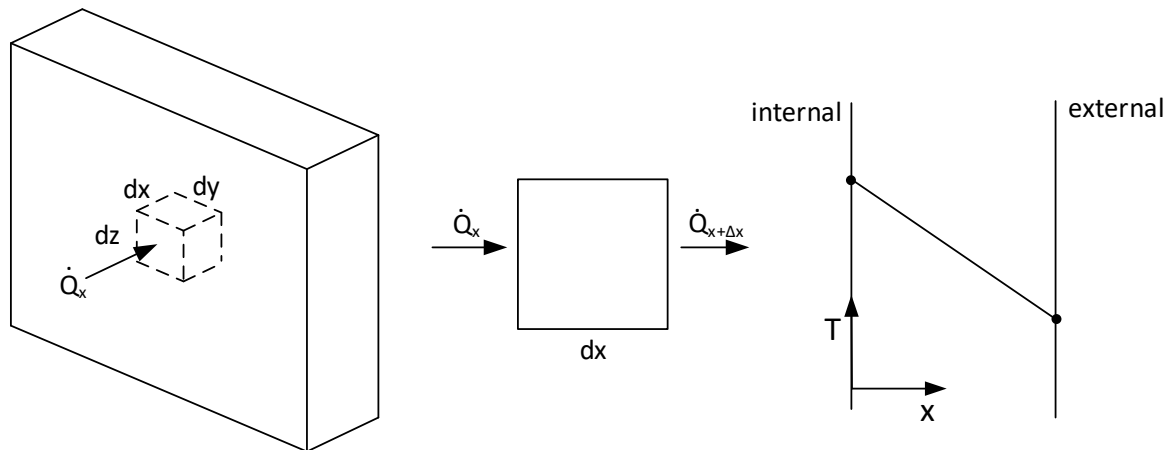 dx
dy
dz
Q̇ₓ
Q̇ₓ
Q̇ₓ₊Δₓ
dx
internal
external
T
x